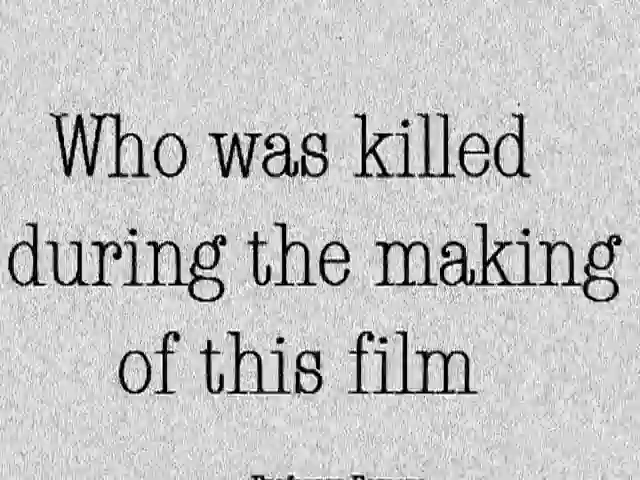 Who was killed
during the making
of this film